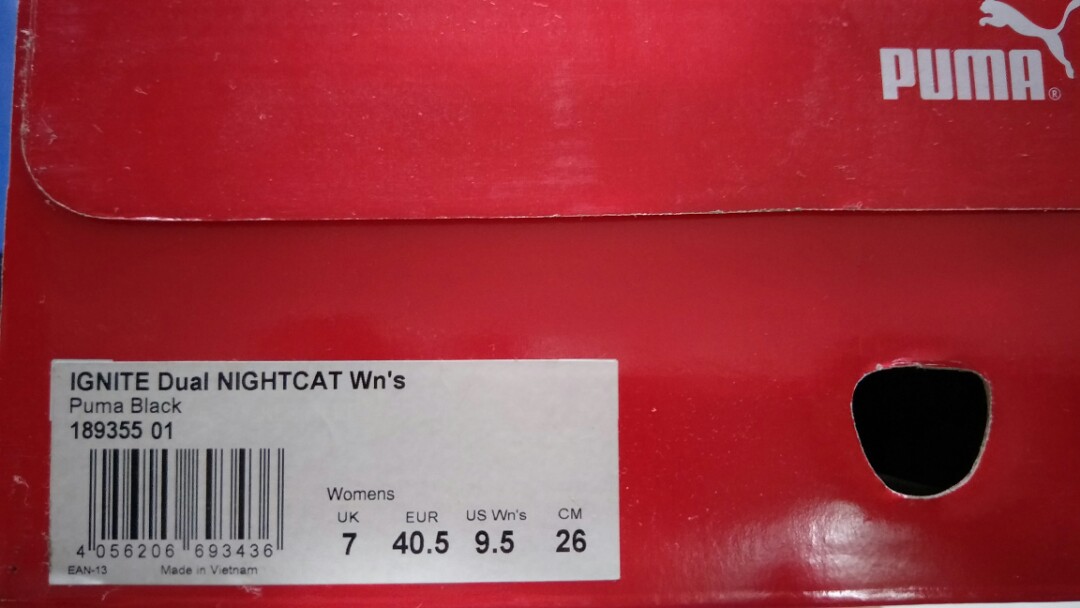 PUMA®
IGNITE Dual NIGHTCAT Wn's
Puma Black
189355 01
Womens
UK EUR US Wn's CM
7 40.5 9.5 26
4 056206 693436
EAN-13 Made in Vietnam